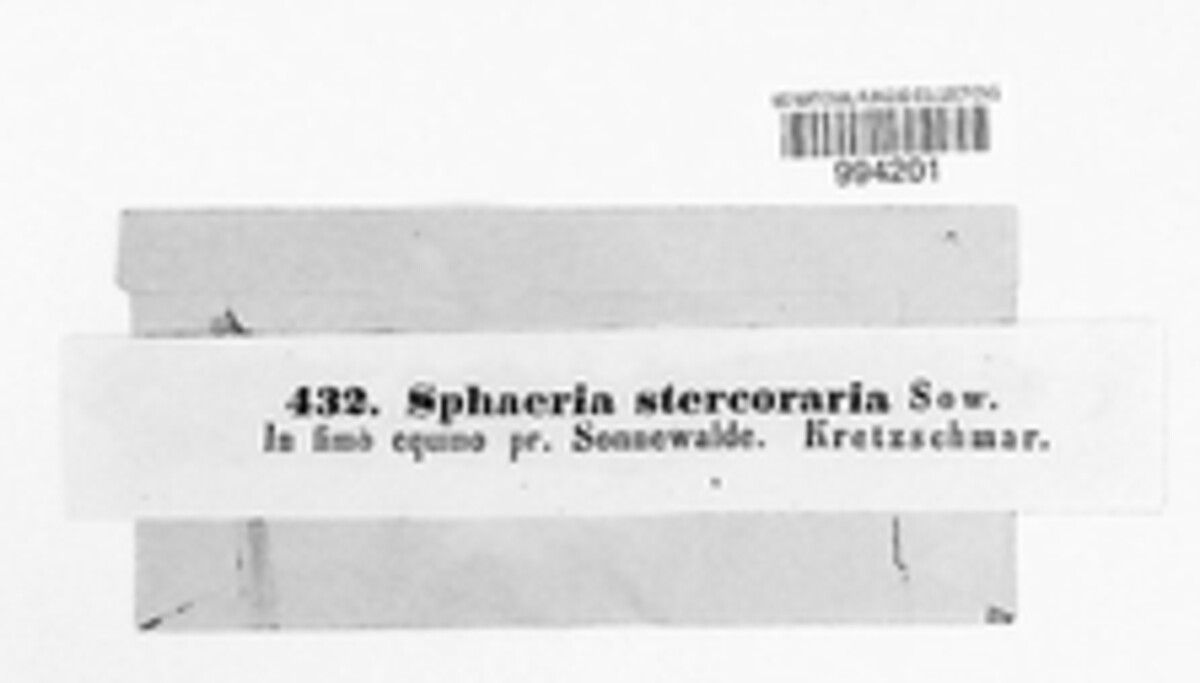 994201
432. Sphaeria stercoraria Sow.
In fimo equino pr. Sonnewalde. Kretzschmar.